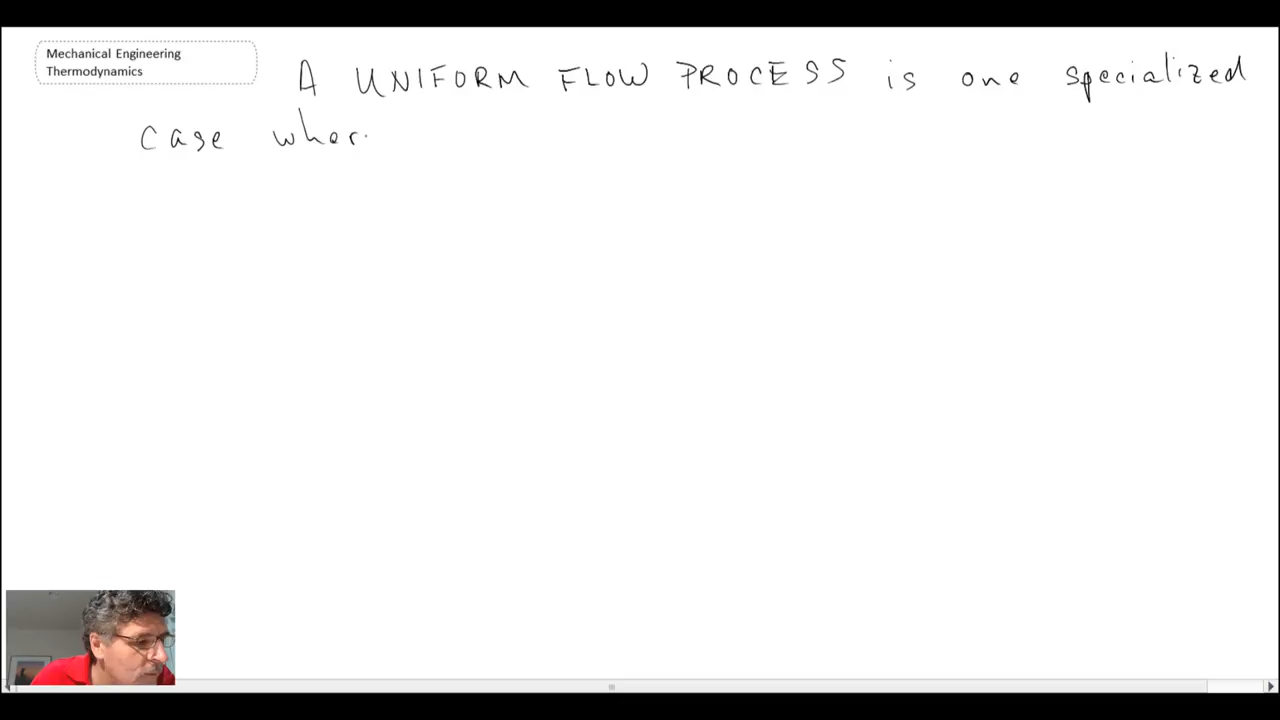 Mechanical Engineering
Thermodynamics
A UNIFORM FLOW PROCESS is one specialized
case wher